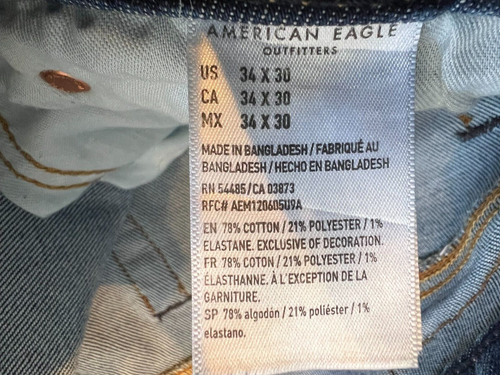 AMERICAN EAGLE
OUTFITTERS
US 34 X 30
CA 34 X 30
MX 34 X 30
MADE IN BANGLADESH / FABRIQUÉ AU
BANGLADESH / HECHO EN BANGLADESH
RN 54485/CA 03873
RFC# AEM120605U9A
EN 78% COTTON / 21% POLYESTER / 1%
ELASTANE. EXCLUSIVE OF DECORATION.
FR 78% COTON / 21% POLYESTER / 1%
ÉLASTHANNE. À L'EXCEPTION DE LA
GARNITURE.
SP 78% algodón / 21% poliéster / 1%
elastano.